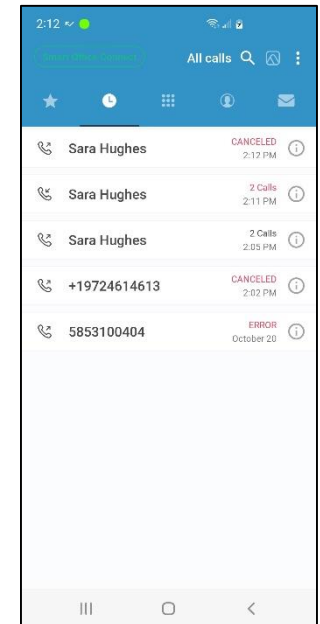 2:12
All calls
Sara Hughes
CANCELED
2:12 PM
Sara Hughes
2 Calls
2:11 PM
Sara Hughes
2 Calls
2:05 PM
+19724614613
CANCELED
2:02 PM
5853100404
ERROR
October 20